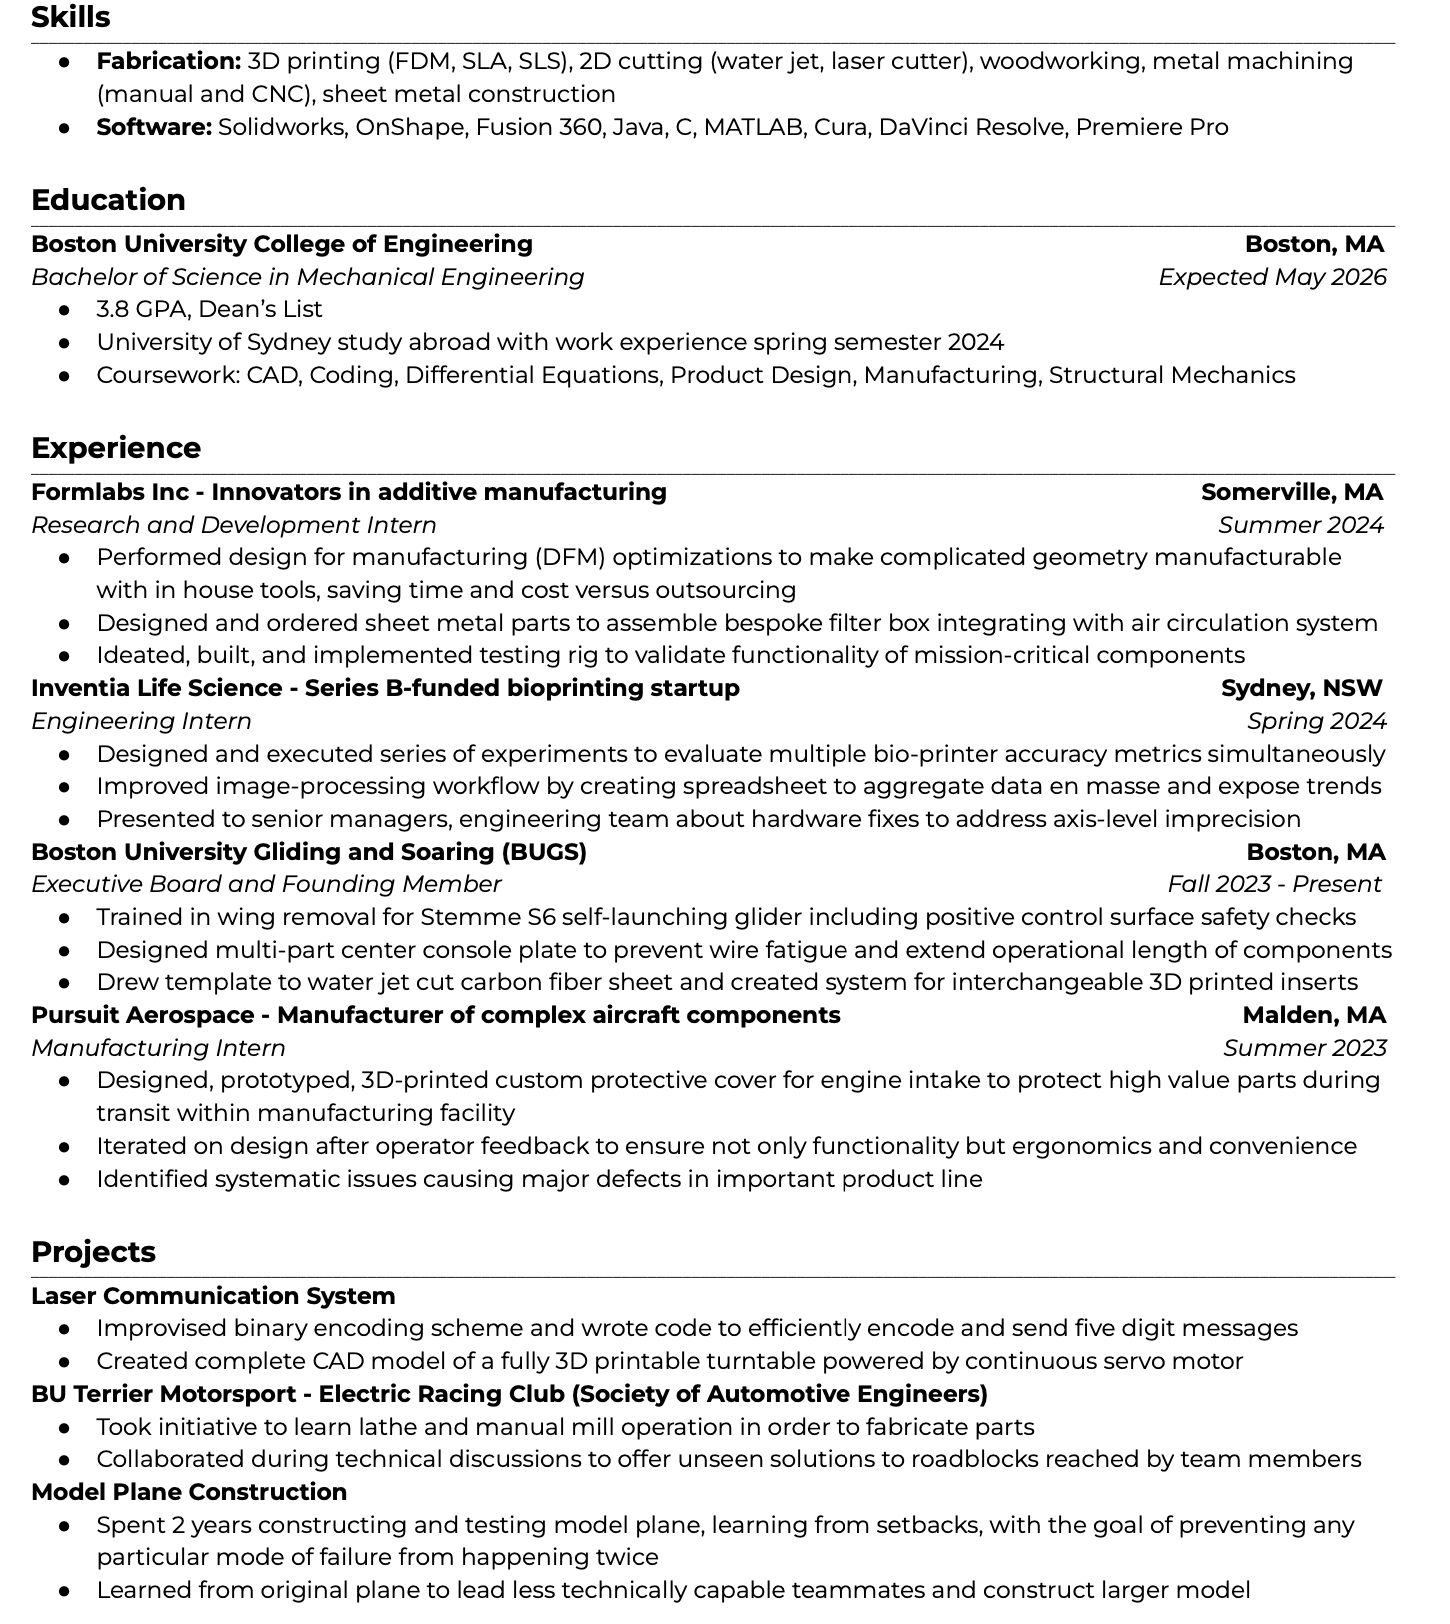 Skills
● Fabrication: 3D printing (FDM, SLA, SLS), 2D cutting (water jet, laser cutter), woodworking, metal machining
(manual and CNC), sheet metal construction
● Software: Solidworks, OnShape, Fusion 360, Java, C, MATLAB, Cura, DaVinci Resolve, Premiere Pro
Education
Boston University College of Engineering Boston, MA
Bachelor of Science in Mechanical Engineering Expected May 2026
● 3.8 GPA, Dean’s List
● University of Sydney study abroad with work experience spring semester 2024
● Coursework: CAD, Coding, Differential Equations, Product Design, Manufacturing, Structural Mechanics
Experience
Formlabs Inc - Innovators in additive manufacturing Somerville, MA
Research and Development Intern Summer 2024
● Performed design for manufacturing (DFM) optimizations to make complicated geometry manufacturable
with in house tools, saving time and cost versus outsourcing
● Designed and ordered sheet metal parts to assemble bespoke filter box integrating with air circulation system
● Ideated, built, and implemented testing rig to validate functionality of mission-critical components
Inventia Life Science - Series B-funded bioprinting startup Sydney, NSW
Engineering Intern Spring 2024
● Designed and executed series of experiments to evaluate multiple bio-printer accuracy metrics simultaneously
● Improved image-processing workflow by creating spreadsheet to aggregate data en masse and expose trends
● Presented to senior managers, engineering team about hardware fixes to address axis-level imprecision
Boston University Gliding and Soaring (BUGS) Boston, MA
Executive Board and Founding Member Fall 2023 - Present
● Trained in wing removal for Stemme S6 self-launching glider including positive control surface safety checks
● Designed multi-part center console plate to prevent wire fatigue and extend operational length of components
● Drew template to water jet cut carbon fiber sheet and created system for interchangeable 3D printed inserts
Pursuit Aerospace - Manufacturer of complex aircraft components Malden, MA
Manufacturing Intern Summer 2023
● Designed, prototyped, 3D-printed custom protective cover for engine intake to protect high value parts during
transit within manufacturing facility
● Iterated on design after operator feedback to ensure not only functionality but ergonomics and convenience
● Identified systematic issues causing major defects in important product line
Projects
Laser Communication System
● Improvised binary encoding scheme and wrote code to efficiently encode and send five digit messages
● Created complete CAD model of a fully 3D printable turntable powered by continuous servo motor
BU Terrier Motorsport - Electric Racing Club (Society of Automotive Engineers)
● Took initiative to learn lathe and manual mill operation in order to fabricate parts
● Collaborated during technical discussions to offer unseen solutions to roadblocks reached by team members
Model Plane Construction
● Spent 2 years constructing and testing model plane, learning from setbacks, with the goal of preventing any
particular mode of failure from happening twice
● Learned from original plane to lead less technically capable teammates and construct larger model